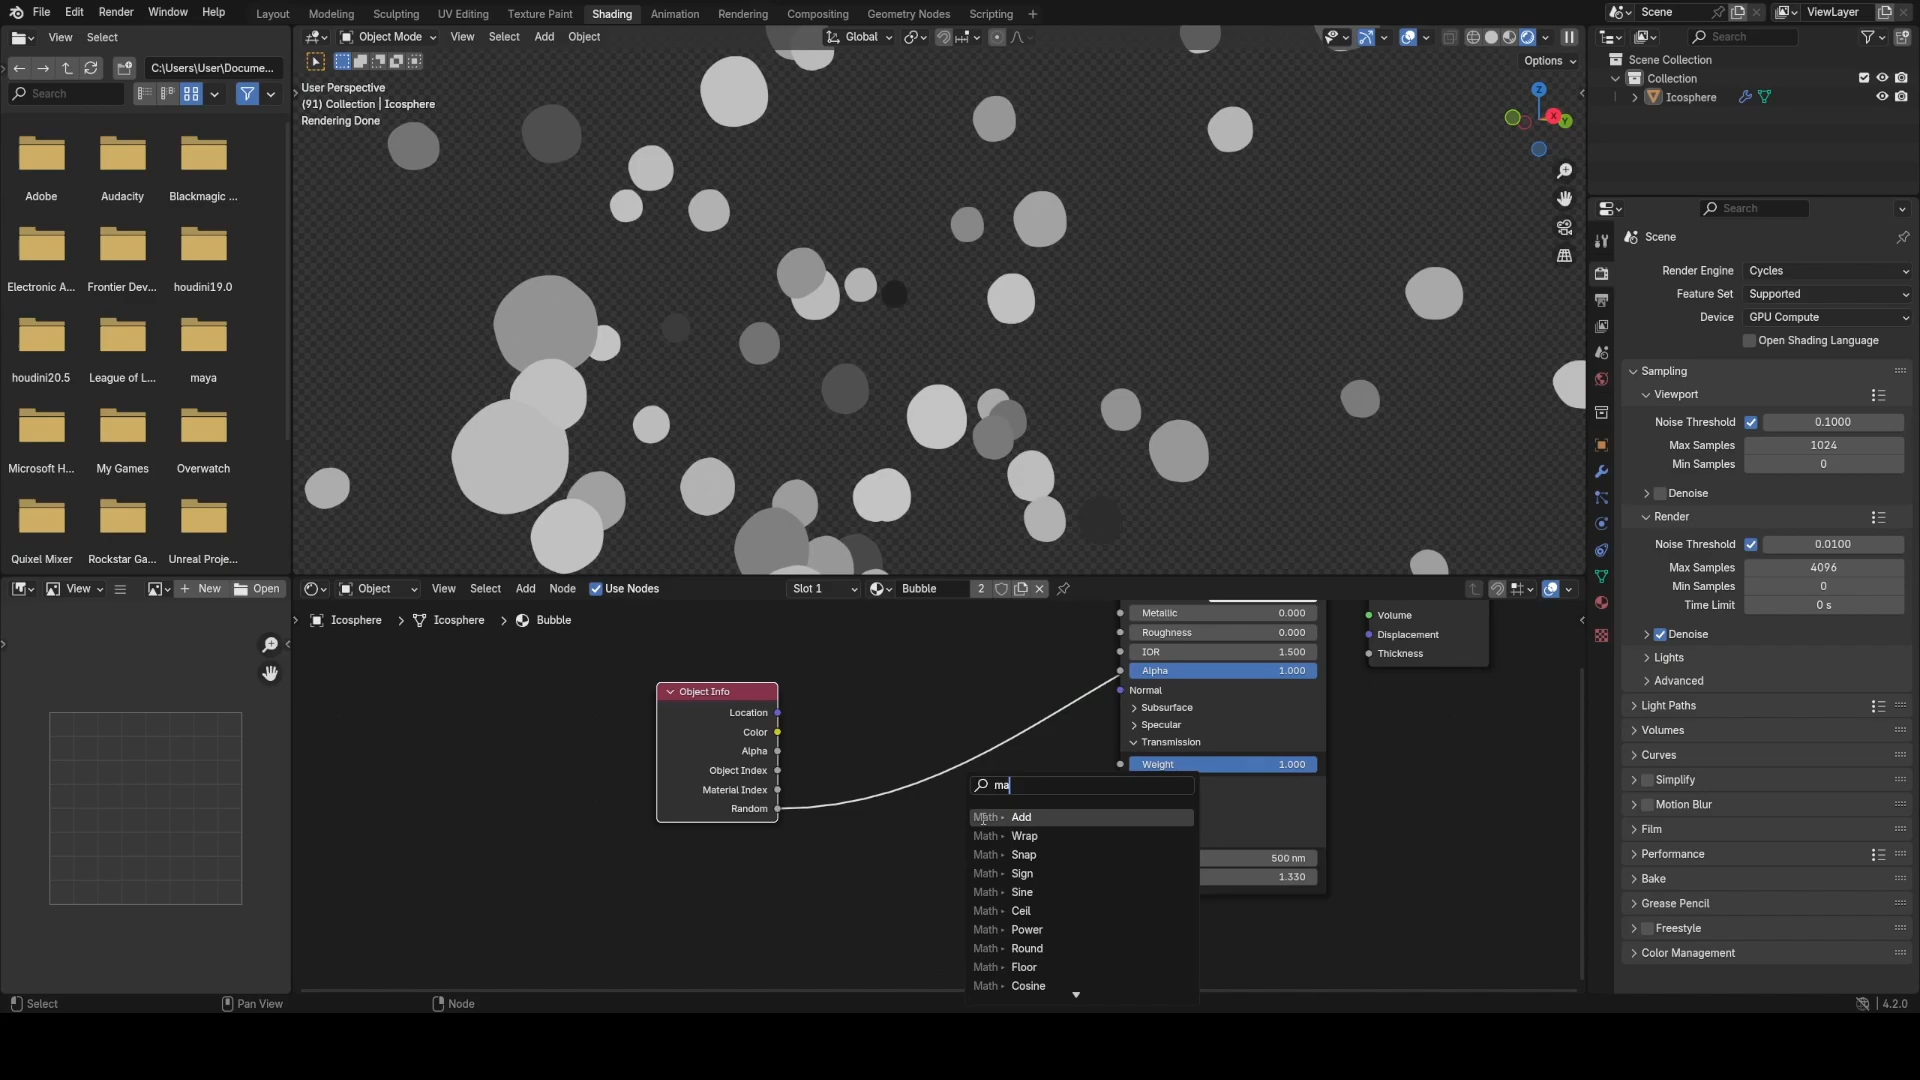 File Edit Render Window Help Layout Modeling Sculpting UV Editing Texture Paint Shading Animation Rendering Compositing Geometry Nodes Scripting + Scene ViewLayer
View Select Object Mode View Select Add Object Global Search
Options
C:\Users\User\Docume...
Search
User Perspective
(91) Collection | Icosphere
Rendering Done
Scene Collection
Collection
Icosphere
Adobe Audacity Blackmagic ...
Electronic A... Frontier Dev... houdini19.0
houdini20.5 League of L... maya
Microsoft H... My Games Overwatch
Quixel Mixer Rockstar Ga... Unreal Proje...
Z
X
Y
Search
Scene
Render Engine Cycles
Feature Set Supported
Device GPU Compute
Open Shading Language
Sampling
Viewport
Noise Threshold 0.1000
Max Samples 1024
Min Samples 0
Denoise
Render
Noise Threshold 0.0100
Max Samples 4096
Min Samples 0
Time Limit 0 s
Denoise
Lights
Advanced
Light Paths
Volumes
Curves
Simplify
Motion Blur
Film
Performance
Bake
Grease Pencil
Freestyle
Color Management
View New Open
Object View Select Add Node Use Nodes Slot 1 Bubble 2
Icosphere Icosphere Bubble
Object Info
Location
Color
Alpha
Object Index
Material Index
Random
Metallic 0.000
Roughness 0.000
IOR 1.500
Alpha 1.000
Normal
Subsurface
Specular
Transmission
Weight 1.000
500 nm
1.330
Volume
Displacement
Thickness
ma
Math Add
Math Wrap
Math Snap
Math Sign
Math Sine
Math Ceil
Math Power
Math Round
Math Floor
Math Cosine
Select Pan View Node 4.2.0